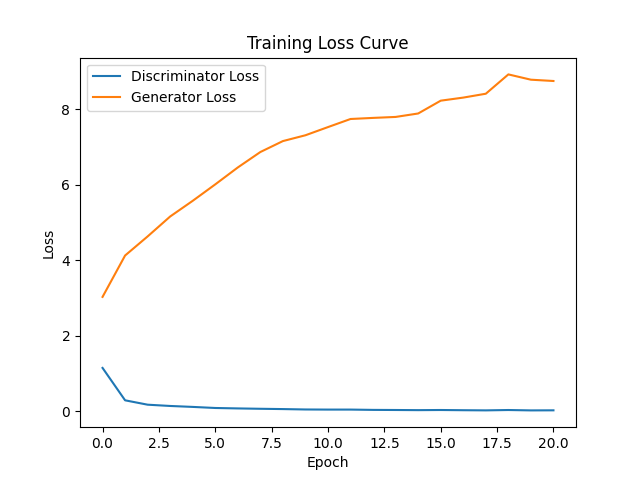 Training Loss Curve
Discriminator Loss
Generator Loss
Loss
8
6
4
2
0
0.0 2.5 5.0 7.5 10.0 12.5 15.0 17.5 20.0
Epoch